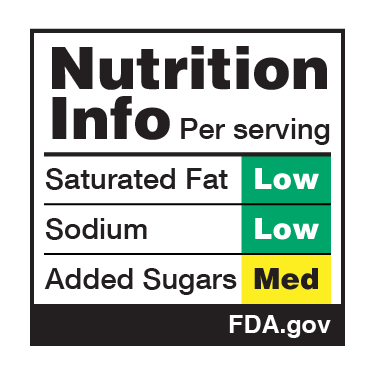 Nutrition
Info Per serving
Saturated Fat Low
Sodium Low
Added Sugars Med
FDA.gov